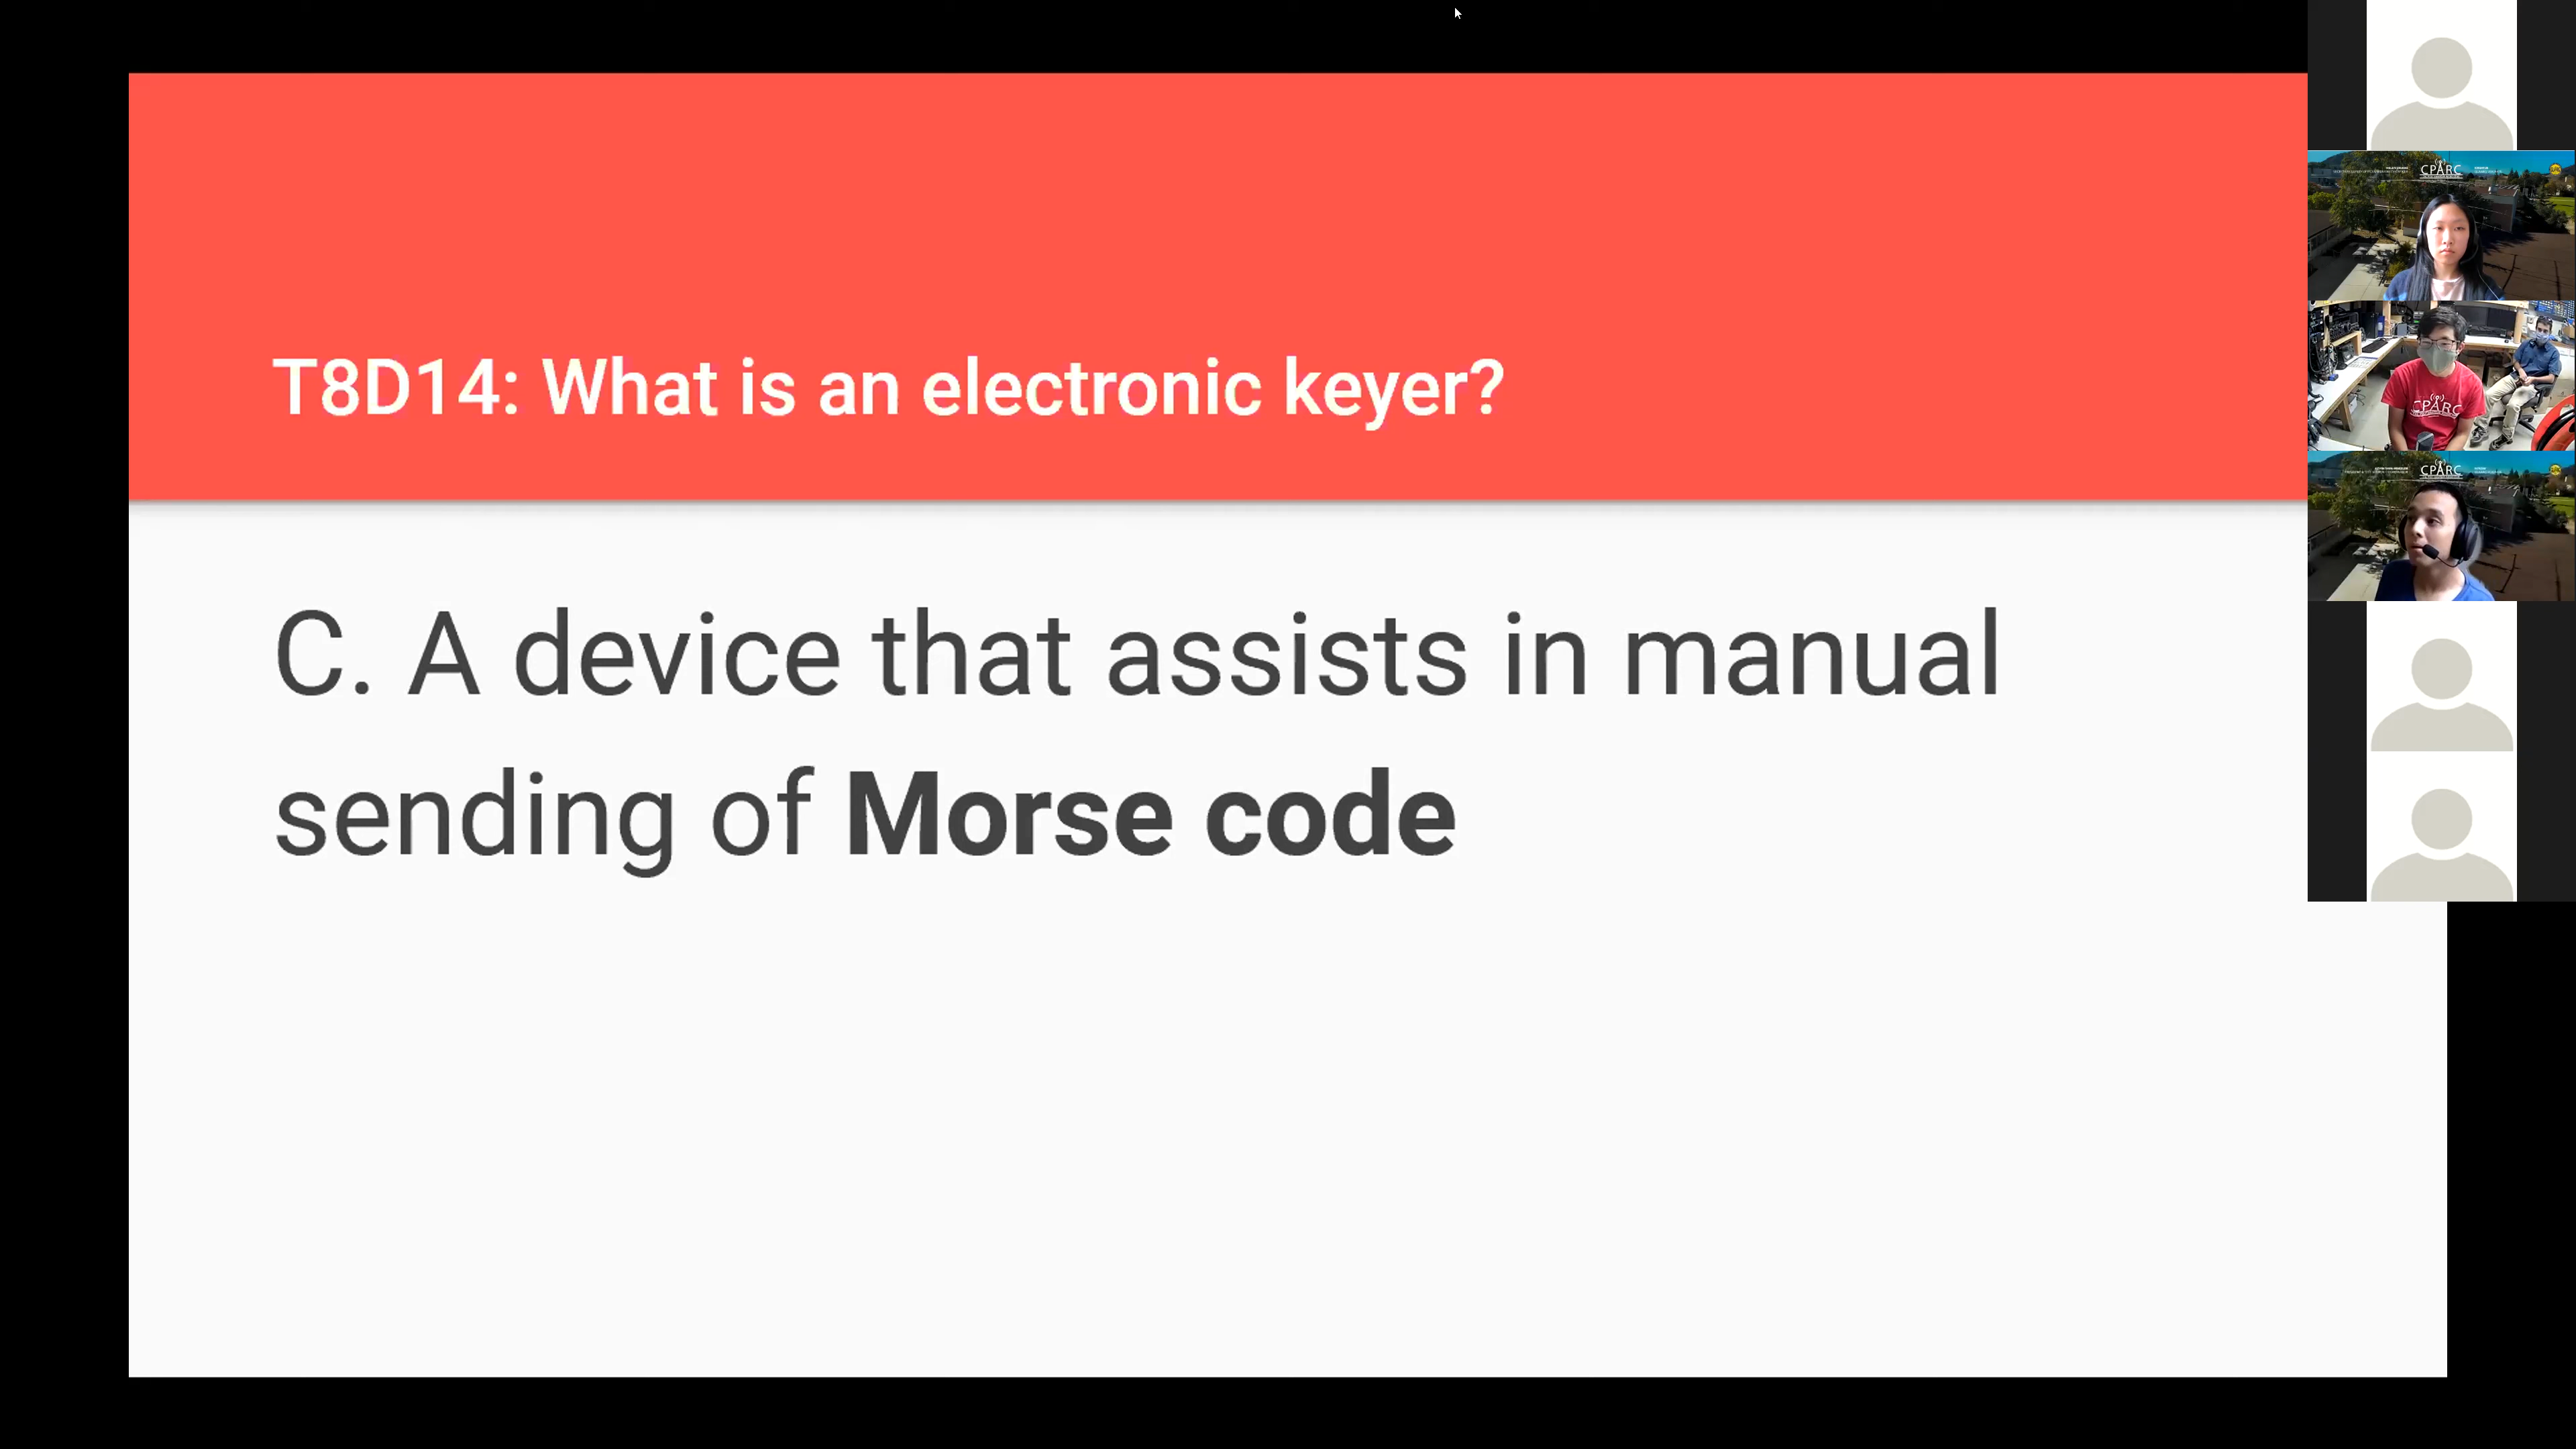 T8D14: What is an electronic keyer?
C. A device that assists in manual
sending of Morse code
CPARC
CPARC
CPARC